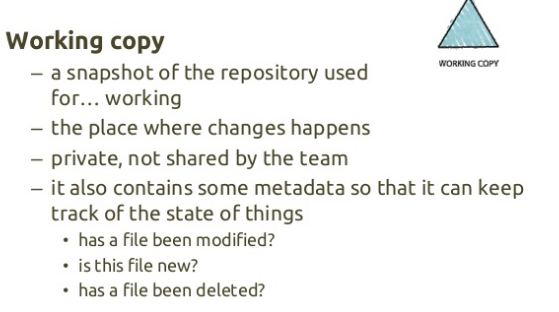 Working copy
WORKING COPY
– a snapshot of the repository used
for… working
– the place where changes happens
– private, not shared by the team
– it also contains some metadata so that it can keep
track of the state of things
• has a file been modified?
• is this file new?
• has a file been deleted?